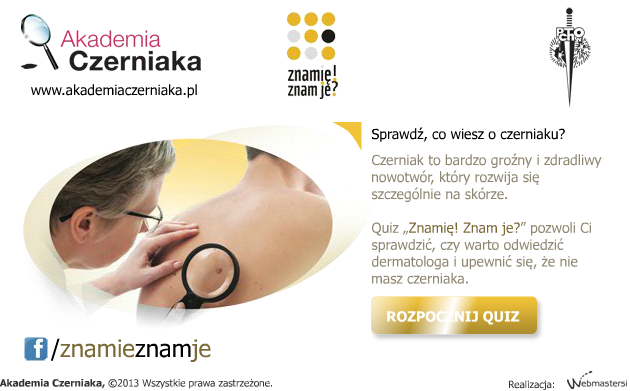 Akademia
Czerniaka
www.akademiaczerniaka.pl
znamię!
znam je?
PTO
Sprawdź, co wiesz o czerniaku?
Czerniak to bardzo groźny i zdradliwy
nowotwór, który rozwija się
szczególnie na skórze.
Quiz „Znamię! Znam je?” pozwoli Ci
sprawdzić, czy warto odwiedzić
dermatologa i upewnić się, że nie
masz czerniaka.
ROZPOCZNIJ QUIZ
f /znamieznamje
Akademia Czerniaka, ©2013 Wszystkie prawa zastrzeżone.
Realizacja: Webmastersi